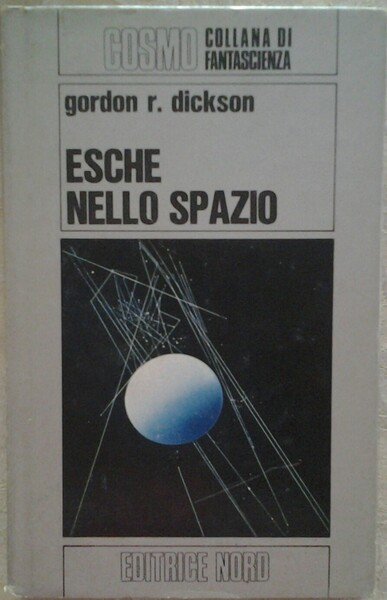 COSMO COLLANA DI
FANTASCIENZA
gordon r. dickson
ESCHE
NELLO SPAZIO
EDITRICE NORD